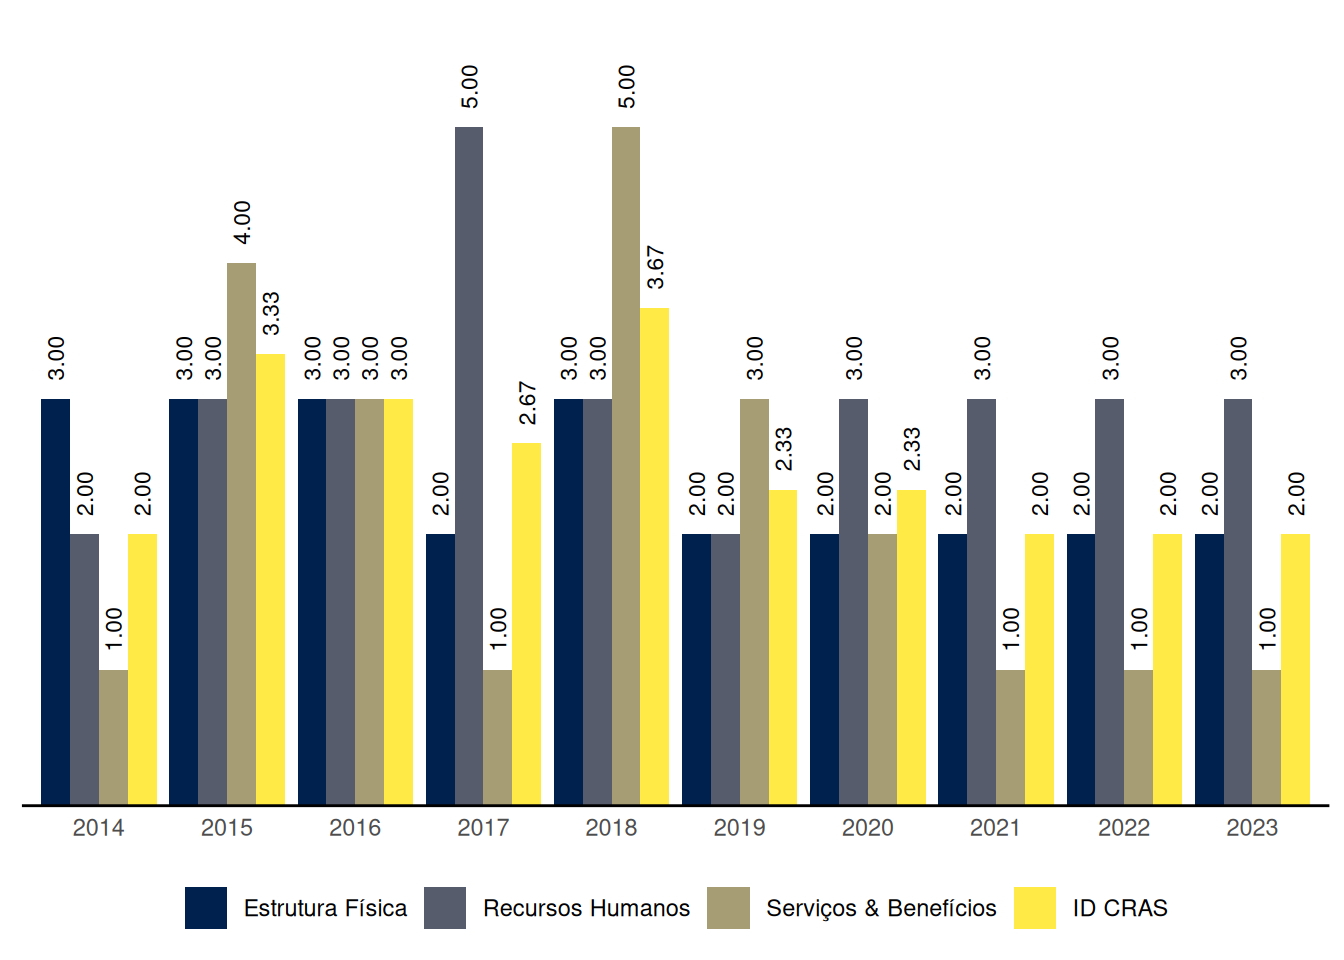 5.00 5.00
4.00
3.67
3.33
3.00 3.00 3.00 3.00 3.00 3.00 3.00 3.00 3.00 3.00 3.00 3.00 3.00 3.00
2.67
2.33 2.33
2.00 2.00 2.00 2.00 2.00 2.00 2.00 2.00 2.00 2.00 2.00 2.00 2.00
1.00 1.00 1.00 1.00 1.00
2014 2015 2016 2017 2018 2019 2020 2021 2022 2023
Estrutura Física Recursos Humanos Serviços & Benefícios ID CRAS